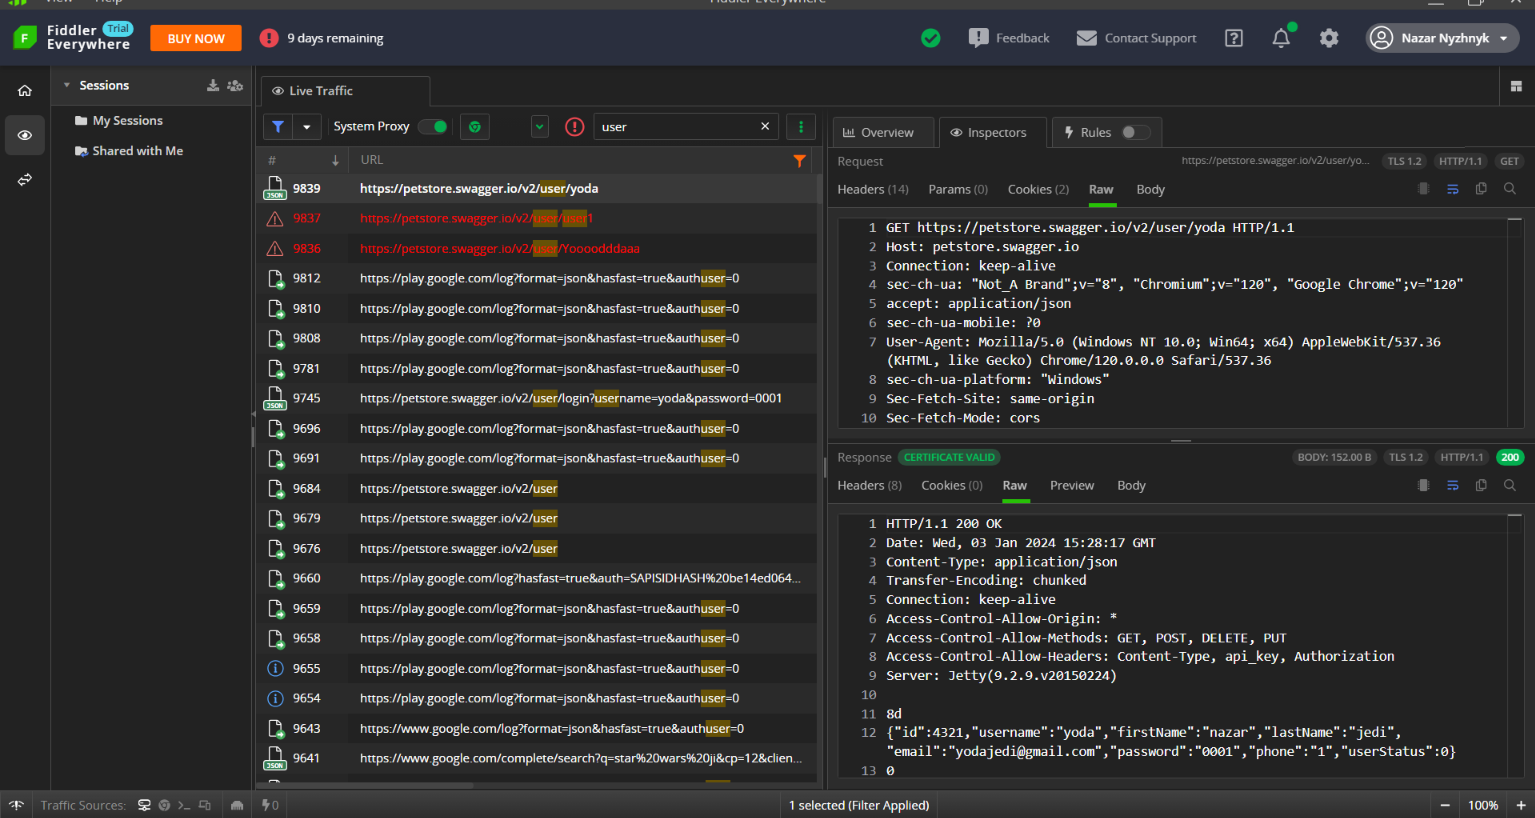 View Help
Fiddler Everywhere
Fiddler Trial
Everywhere
BUY NOW
9 days remaining
Feedback
Contact Support
Nazar Nyzhnyk
Sessions
My Sessions
Shared with Me
Live Traffic
System Proxy
user
# URL
9839 https://petstore.swagger.io/v2/user/yoda
9837 https://petstore.swagger.io/v2/user/user1
9836 https://petstore.swagger.io/v2/user/Yoooodddaaa
9812 https://play.google.com/log?format=json&hasfast=true&authuser=0
9810 https://play.google.com/log?format=json&hasfast=true&authuser=0
9808 https://play.google.com/log?format=json&hasfast=true&authuser=0
9781 https://play.google.com/log?format=json&hasfast=true&authuser=0
9745 https://petstore.swagger.io/v2/user/login?username=yoda&password=0001
9696 https://play.google.com/log?format=json&hasfast=true&authuser=0
9691 https://play.google.com/log?format=json&hasfast=true&authuser=0
9684 https://petstore.swagger.io/v2/user
9679 https://petstore.swagger.io/v2/user
9676 https://petstore.swagger.io/v2/user
9660 https://play.google.com/log?hasfast=true&auth=SAPISIDHASH%20be14ed064...
9659 https://play.google.com/log?format=json&hasfast=true&authuser=0
9658 https://play.google.com/log?format=json&hasfast=true&authuser=0
9655 https://play.google.com/log?format=json&hasfast=true&authuser=0
9654 https://play.google.com/log?format=json&hasfast=true&authuser=0
9643 https://www.google.com/log?format=json&hasfast=true&authuser=0
9641 https://www.google.com/complete/search?q=star%20wars%20ji&cp=12&clien...
Overview Inspectors Rules
Request https://petstore.swagger.io/v2/user/yo... TLS 1.2 HTTP/1.1 GET
Headers (14) Params (0) Cookies (2) Raw Body
1 GET https://petstore.swagger.io/v2/user/yoda HTTP/1.1
2 Host: petstore.swagger.io
3 Connection: keep-alive
4 sec-ch-ua: "Not_A Brand";v="8", "Chromium";v="120", "Google Chrome";v="120"
5 accept: application/json
6 sec-ch-ua-mobile: ?0
7 User-Agent: Mozilla/5.0 (Windows NT 10.0; Win64; x64) AppleWebKit/537.36
(KHTML, like Gecko) Chrome/120.0.0.0 Safari/537.36
8 sec-ch-ua-platform: "Windows"
9 Sec-Fetch-Site: same-origin
10 Sec-Fetch-Mode: cors
Response CERTIFICATE VALID BODY: 152.00 B TLS 1.2 HTTP/1.1 200
Headers (8) Cookies (0) Raw Preview Body
1 HTTP/1.1 200 OK
2 Date: Wed, 03 Jan 2024 15:28:17 GMT
3 Content-Type: application/json
4 Transfer-Encoding: chunked
5 Connection: keep-alive
6 Access-Control-Allow-Origin: *
7 Access-Control-Allow-Methods: GET, POST, DELETE, PUT
8 Access-Control-Allow-Headers: Content-Type, api_key, Authorization
9 Server: Jetty(9.2.9.v20150224)
10
11 8d
12 {"id":4321,"username":"yoda","firstName":"nazar","lastName":"jedi",
"email":"yodajedi@gmail.com","password":"0001","phone":"1","userStatus":0}
13 0
Traffic Sources: 0
1 selected (Filter Applied)
100%